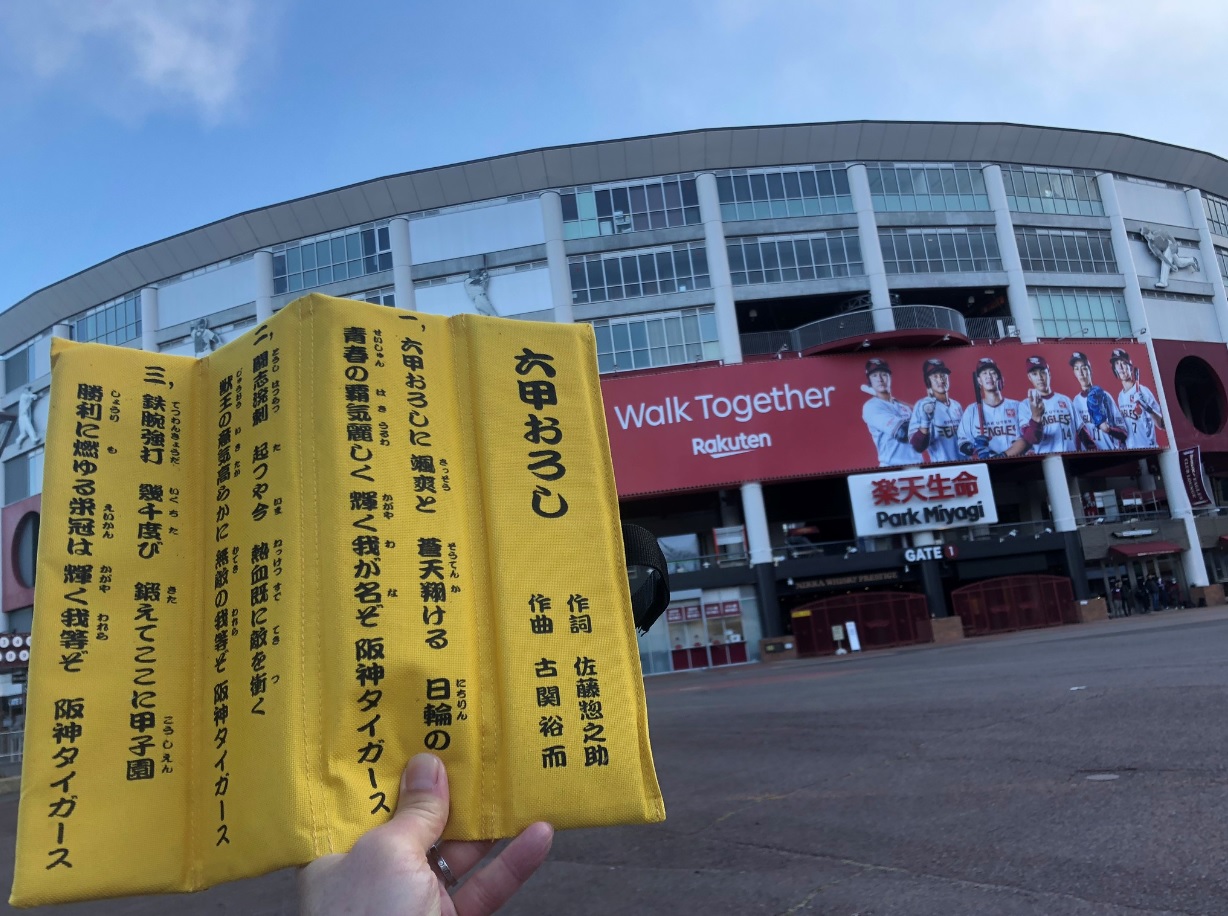 六甲おろし
作詞 佐藤惣之助
作曲 古関裕而
一、六甲おろしに 颯爽と 蒼天翔ける 日輪の
青春の覇気麗しく 輝く我が名ぞ 阪神タイガース
二、闘志溌剌 起つや今 熱血既に敵を衝く
獣王の意気高らかに 無敵の我等ぞ 阪神タイガース
三、鉄腕強打 幾千度び 鍛えてここに甲子園
勝利に燃ゆる栄冠は 輝く我等ぞ 阪神タイガース
Walk Together
Rakuten
楽天生命
Park Miyagi
GATE 1
NIKKA WHISKY PRESTIGE
EAGLES
14
7